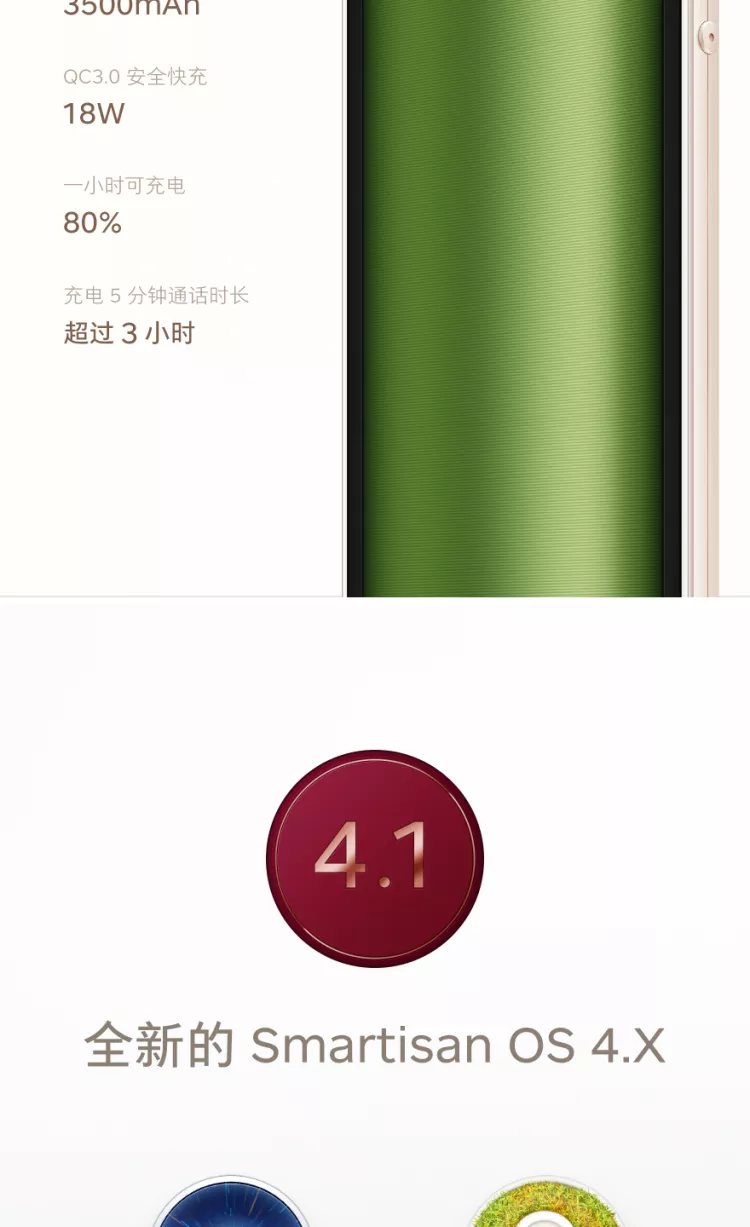 3500mAh
QC3.0 安全快充
18W
一小时可充电
80%
充电 5 分钟通话时长
超过 3 小时
4.1
全新的 Smartisan OS 4.X